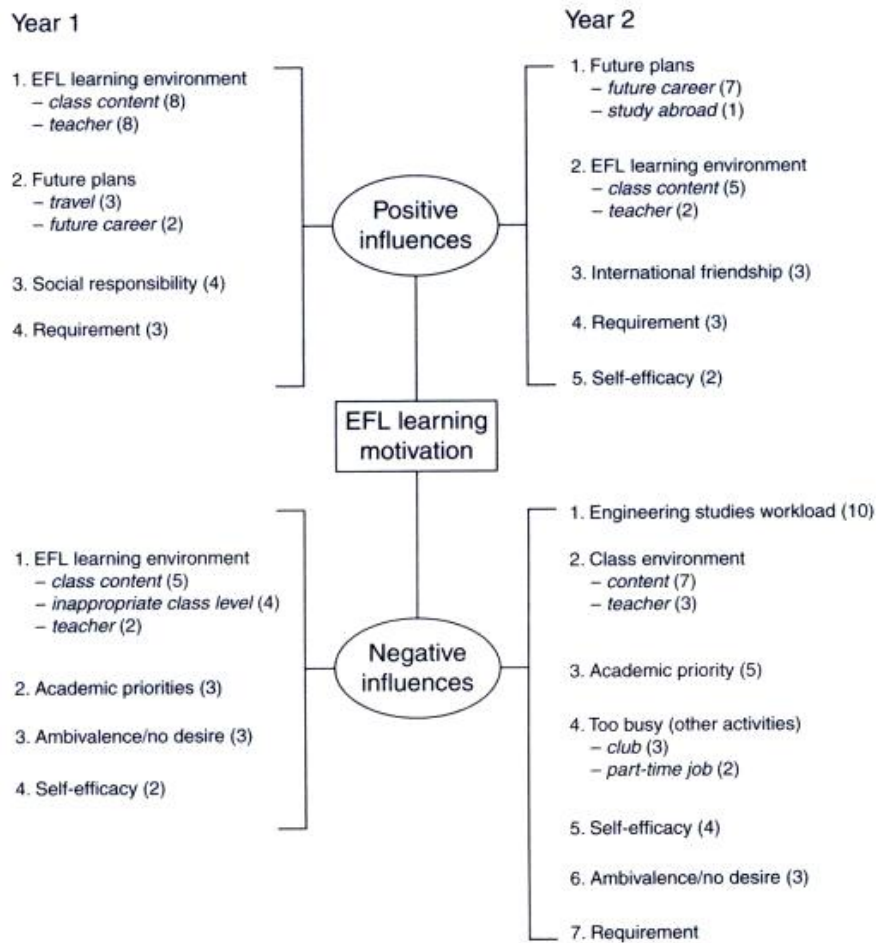 Year 1
1. EFL learning environment
– class content (8)
– teacher (8)
2. Future plans
– travel (3)
– future career (2)
3. Social responsibility (4)
4. Requirement (3)
Positive
influences
Year 2
1. Future plans
– future career (7)
– study abroad (1)
2. EFL learning environment
– class content (5)
– teacher (2)
3. International friendship (3)
4. Requirement (3)
5. Self-efficacy (2)
EFL learning
motivation
1. EFL learning environment
– class content (5)
– inappropriate class level (4)
– teacher (2)
2. Academic priorities (3)
3. Ambivalence/no desire (3)
4. Self-efficacy (2)
Negative
influences
1. Engineering studies workload (10)
2. Class environment
– content (7)
– teacher (3)
3. Academic priority (5)
4. Too busy (other activities)
– club (3)
– part-time job (2)
5. Self-efficacy (4)
6. Ambivalence/no desire (3)
7. Requirement